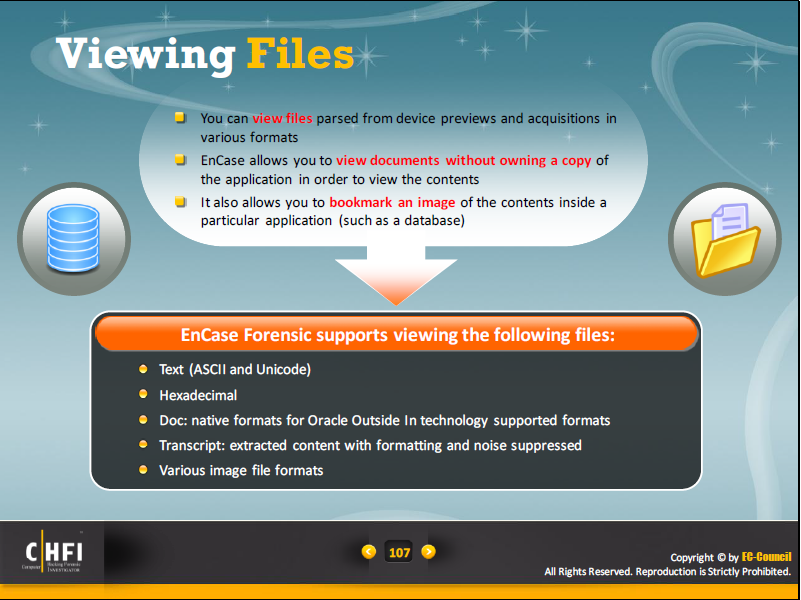 Viewing Files
You can view files parsed from device previews and acquisitions in
various formats
EnCase allows you to view documents without owning a copy of
the application in order to view the contents
It also allows you to bookmark an image of the contents inside a
particular application (such as a database)
EnCase Forensic supports viewing the following files:
Text (ASCII and Unicode)
Hexadecimal
Doc: native formats for Oracle Outside In technology supported formats
Transcript: extracted content with formatting and noise suppressed
Various image file formats
CHFI
Computer Hacking Forensic
INVESTIGATOR
107
Copyright © by EC-Council
All Rights Reserved. Reproduction is Strictly Prohibited.